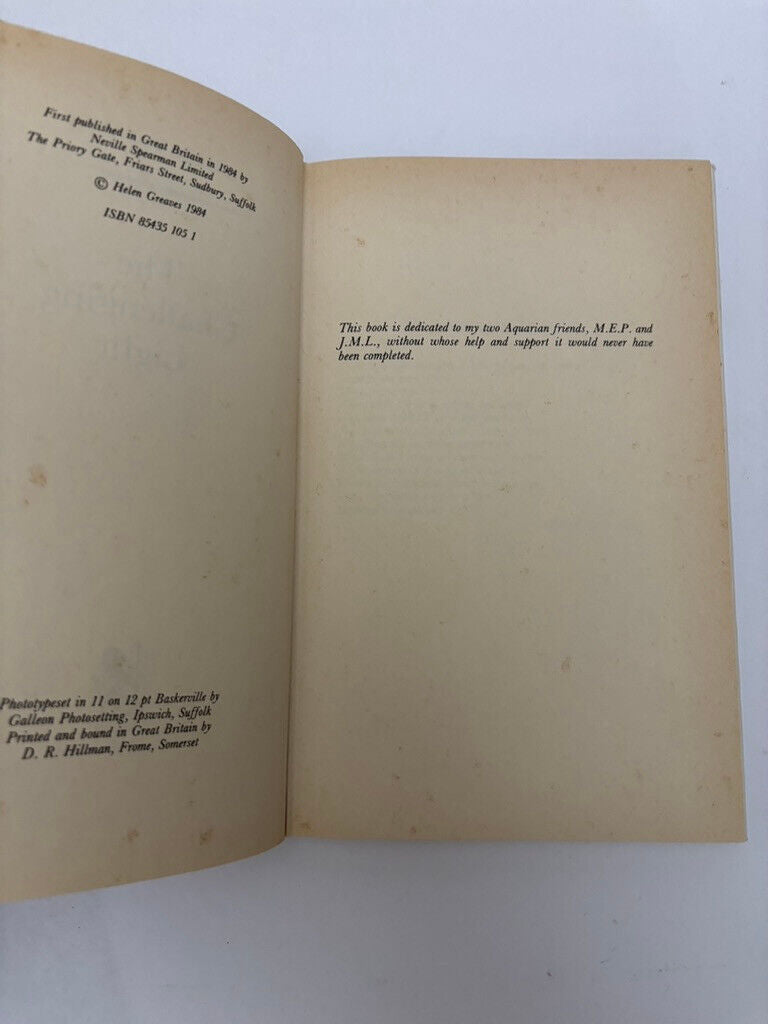 First published in Great Britain in 1984 by
Neville Spearman Limited
The Priory Gate, Friars Street, Sudbury, Suffolk
© Helen Greaves 1984
ISBN 85435 105 1
Phototypeset in 11 on 12 pt Baskerville by
Galleon Photosetting, Ipswich, Suffolk
Printed and bound in Great Britain by
D. R. Hillman, Frome, Somerset
This book is dedicated to my two Aquarian friends, M.E.P. and
J.M.L., without whose help and support it would never have
been completed.